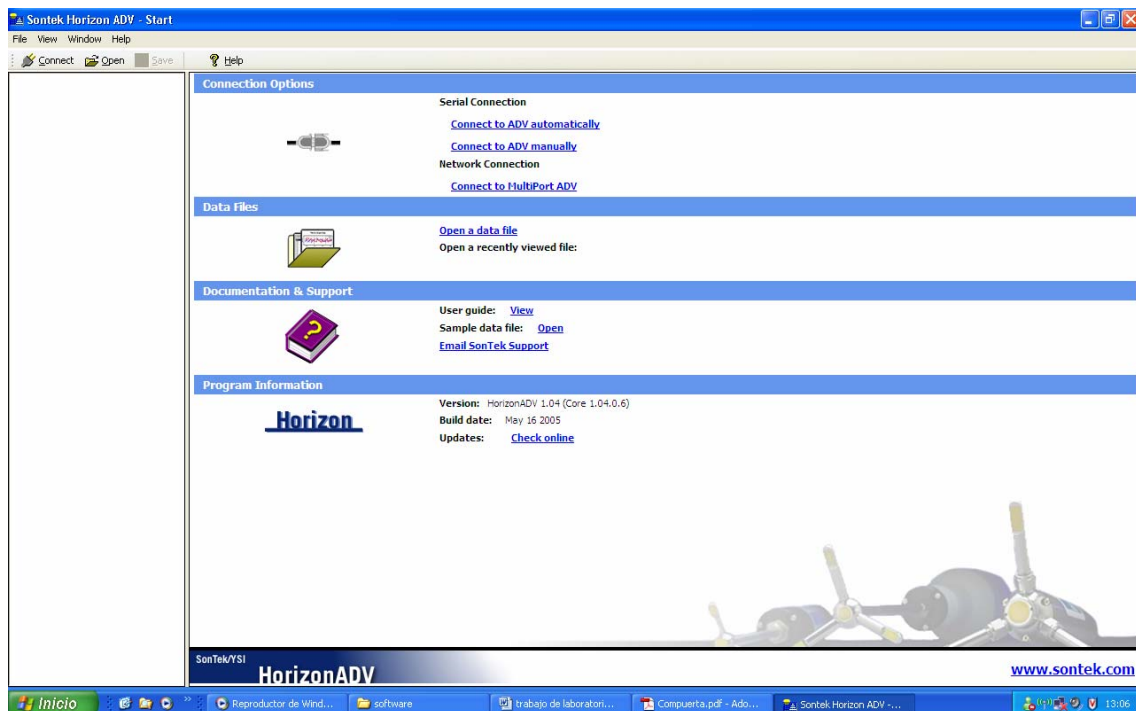 Sontek Horizon ADV - Start
File View Window Help
Connect Open Save Help
Connection Options
Serial Connection
Connect to ADV automatically
Connect to ADV manually
Network Connection
Connect to MultiPort ADV
Data Files
Open a data file
Open a recently viewed file:
Documentation & Support
User guide: View
Sample data file: Open
Email SonTek Support
Program Information
Horizon
Version: HorizonADV 1.04 (Core 1.04.0.6)
Build date: May 16 2005
Updates: Check online
SonTek/YSI
HorizonADV
www.sontek.com
Inicio Reproductor de Wind... software trabajo de laboratori... Compuerta.pdf - Ado... Sontek Horizon ADV -... 13:06